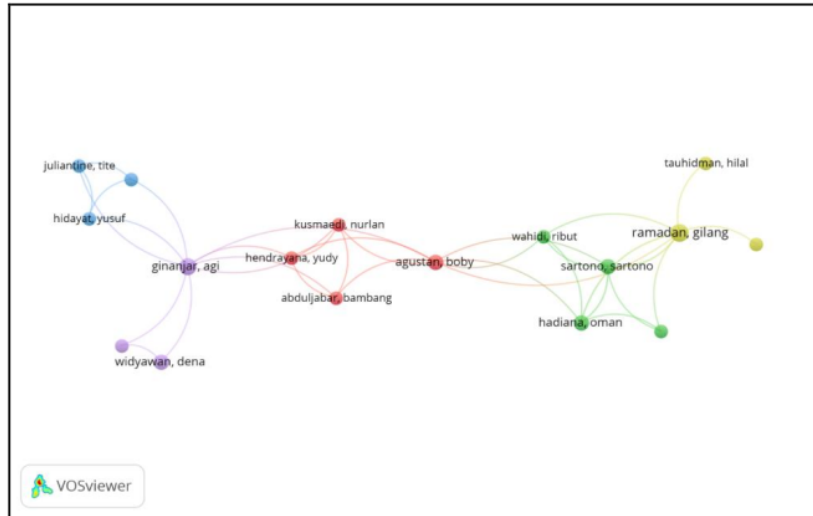 juliantine, tite
tauhidman, hilal
hidayat, yusuf
kusmaedi, nurlan
ramadan, gilang
wahidi, ribut
ginanjar, agi
hendrayana, yudy
agustan, boby
sartono, sartono
abduljabar, bambang
hadiana, oman
widyawan, dena
VOSviewer